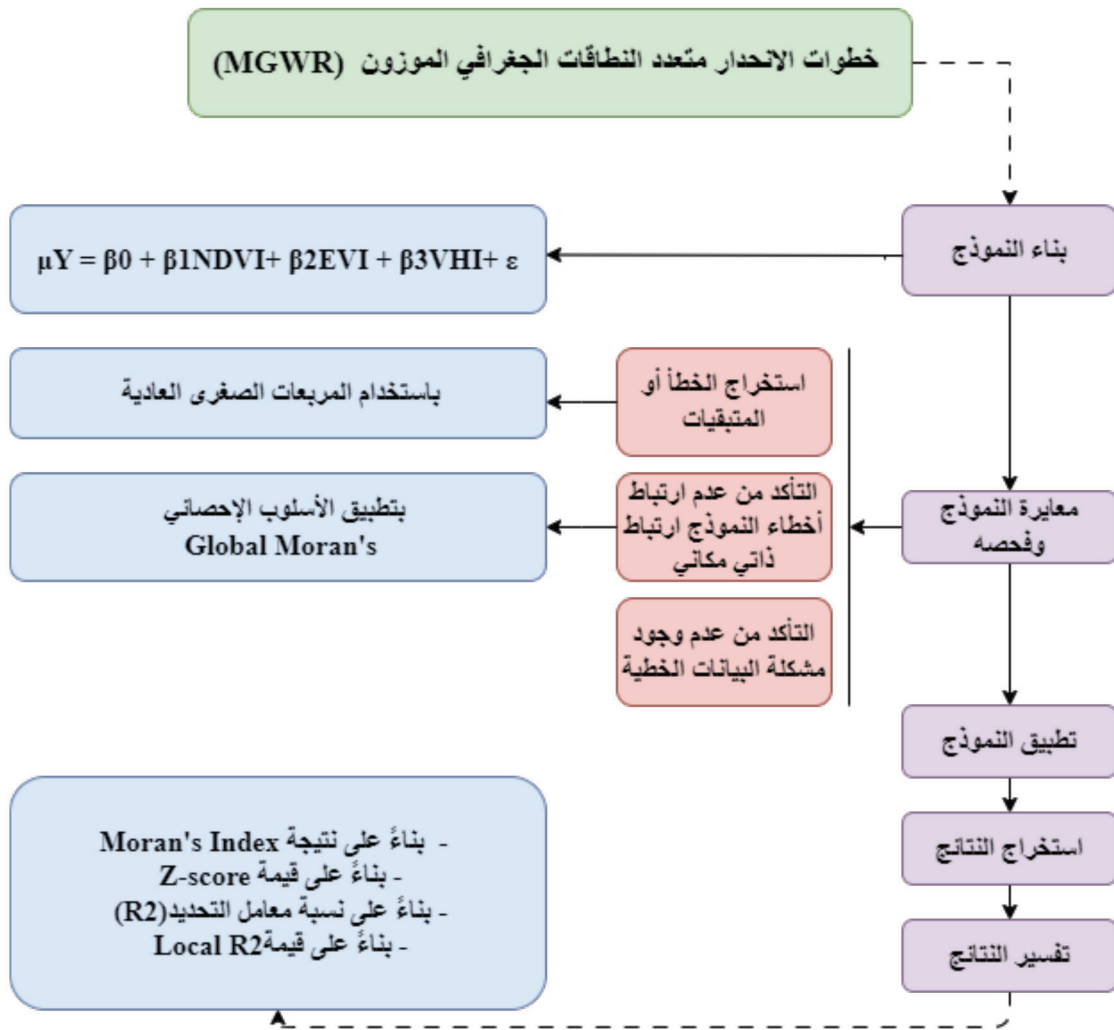 خطوات الانحدار متعدد النطاقات الجغرافي الموزون (MGWR)
بناء النموذج
µY = β0 + β1NDVI+ β2EVI + β3VHI+ ε
معايرة النموذج
وفحصه
استخراج الخطأ أو
المتبقيات
باستخدام المربعات الصغرى العادية
التأكد من عدم ارتباط
أخطاء النموذج ارتباط
ذاتي مكاني
بتطبيق الأسلوب الإحصائي
Global Moran's
التأكد من عدم وجود
مشكلة البيانات الخطية
تطبيق النموذج
استخراج النتائج
تفسير النتائج
- بناءً على نتيجة Moran's Index
- بناءً على قيمة Z-score
- بناءً على نسبة معامل التحديد(R2)
- بناءً على قيمةLocal R2